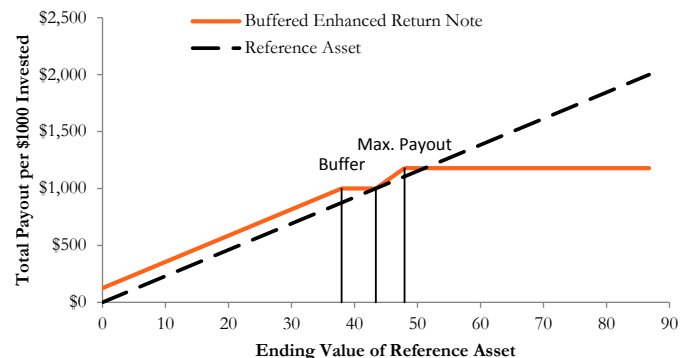 $2,500
Buffered Enhanced Return Note
Reference Asset
$2,000
$1,500
Max. Payout
Buffer
$1,000
$500
$0
Total Payout per $1000 Invested
0 10 20 30 40 50 60 70 80 90
Ending Value of Reference Asset